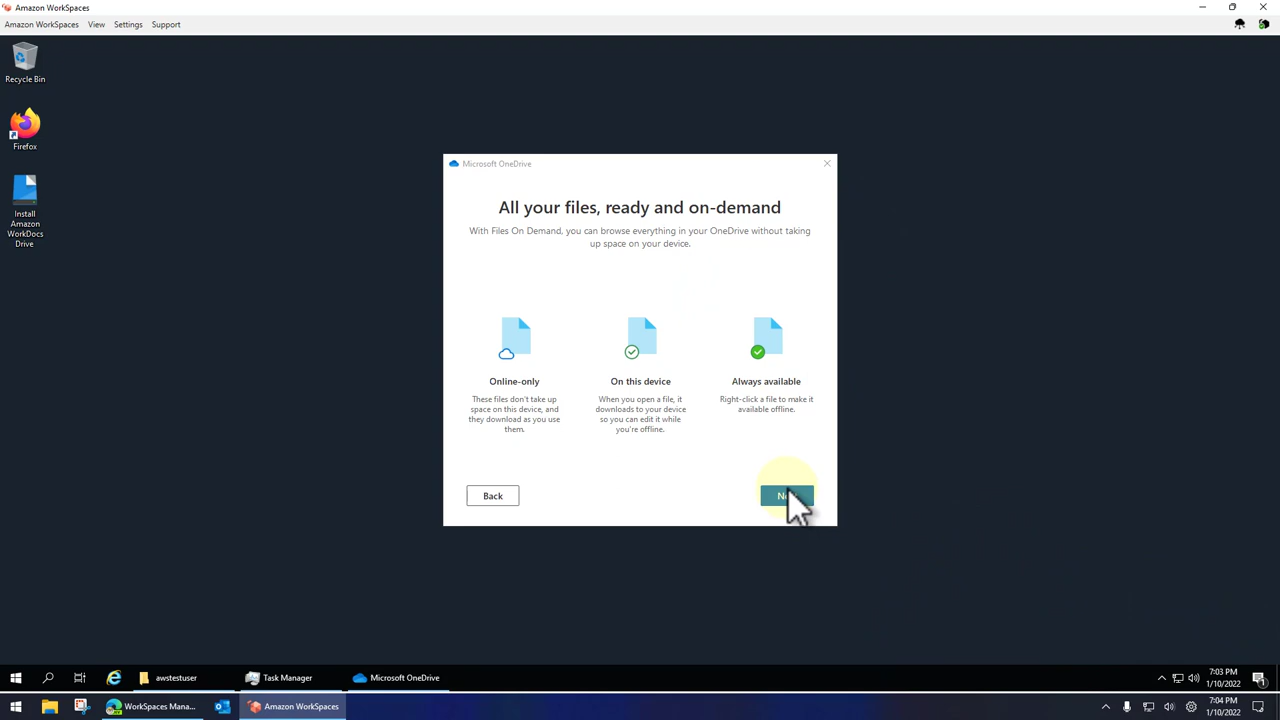 Amazon WorkSpaces
Amazon WorkSpaces View Settings Support
Recycle Bin
Firefox
Install
Amazon
WorkDocs
Drive
Microsoft OneDrive
All your files, ready and on-demand
With Files On Demand, you can browse everything in your OneDrive without taking
up space on your device.
Online-only
These files don't take up
space on this device, and
they download as you use
them.
On this device
When you open a file, it
downloads to your device
so you can edit it while
you're offline.
Always available
Right-click a file to make it
available offline.
Back
awstestuser
Task Manager
Microsoft OneDrive
7:03 PM
1/10/2022
1
WorkSpaces Mana...
Amazon WorkSpaces
7:04 PM
1/10/2022